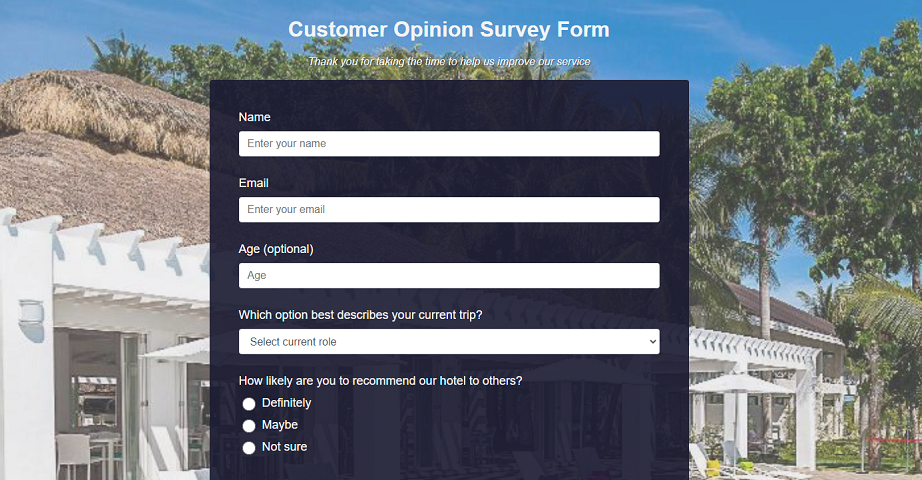 Customer Opinion Survey Form
Thank you for taking the time to help us improve our service
Name
Enter your name
Email
Enter your email
Age (optional)
Age
Which option best describes your current trip?
Select current role
How likely are you to recommend our hotel to others?
Definitely
Maybe
Not sure